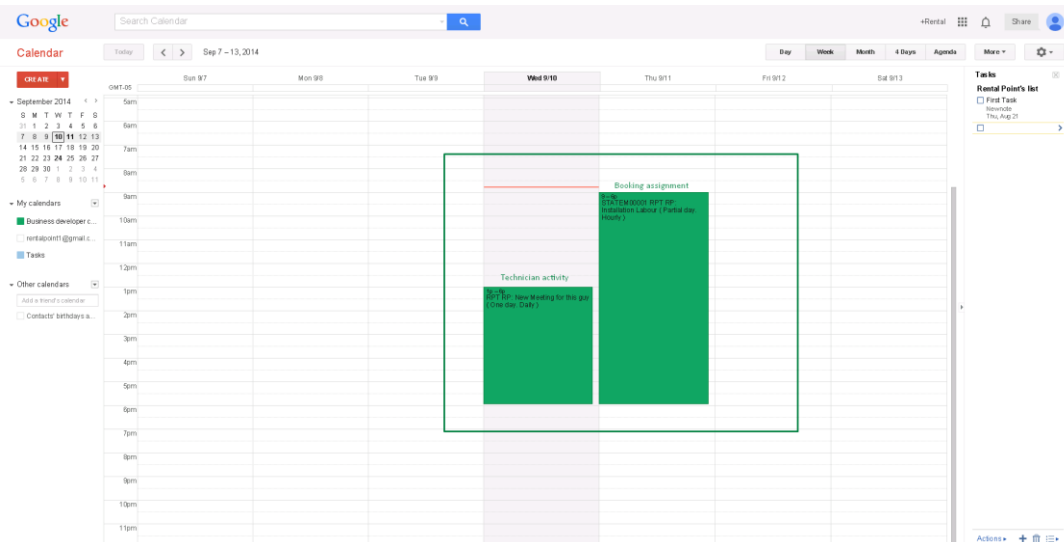 Google
Search Calendar
+Rental
Share
Calendar
Today
Sep 7 – 13, 2014
Day
Week
Month
4 Days
Agenda
More
CREATE
September 2014
S M T W T F S
31 1 2 3 4 5 6
7 8 9 10 11 12 13
14 15 16 17 18 19 20
21 22 23 24 25 26 27
28 29 30 1 2 3 4
5 6 7 8 9 10 11
My calendars
Business developer c...
rentalpoint1@gmail.c...
Tasks
Other calendars
Add a friend's calendar
Contacts' birthdays a...
Sun 9/7
Mon 9/8
Tue 9/9
Wed 9/10
Thu 9/11
Fri 9/12
Sat 9/13
GMT-05
5am
6am
7am
8am
9am
10am
11am
12pm
1pm
2pm
3pm
4pm
5pm
6pm
7pm
8pm
9pm
10pm
11pm
Technician activity
RPT RP: New Meeting for this guy
( One day Daily )
Booking assignment
STATEM00001 RPT RP:
Installation Labour ( Partial day
Hourly )
Tasks
Rental Point's list
First Task
Newnote
Thu, Aug 21
Actions